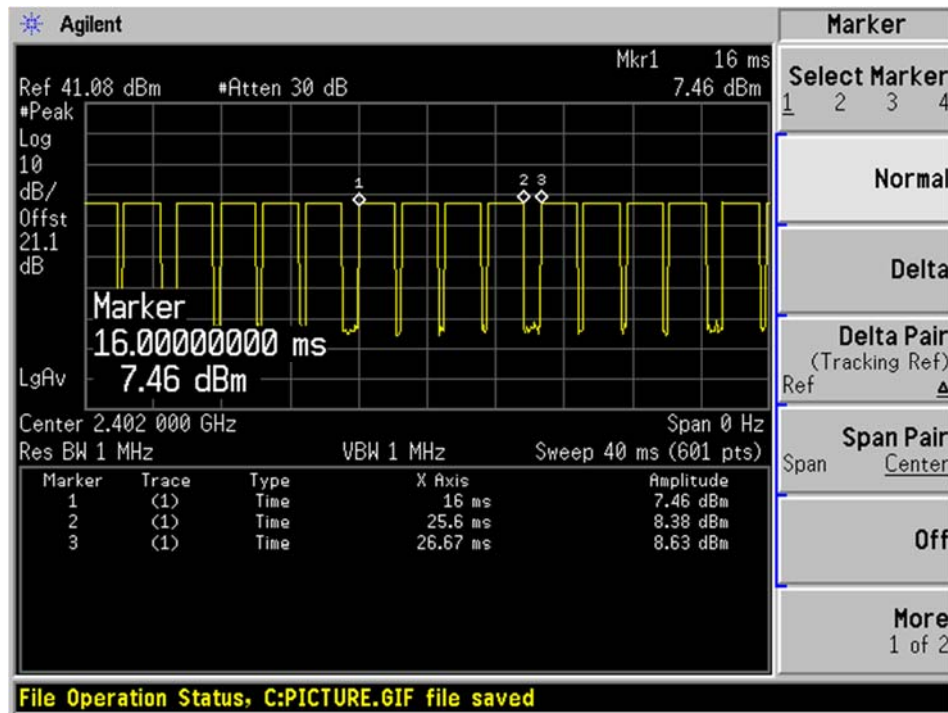 Agilent
Marker
Mkr1 16 ms
Ref 41.08 dBm #Atten 30 dB 7.46 dBm
#Peak
Log
10
dB/
Offst
21.1
dB
1
2 3
Marker
16.00000000 ms
7.46 dBm
LgAv
Center 2.402 000 GHz Span 0 Hz
Res BW 1 MHz VBW 1 MHz Sweep 40 ms (601 pts)
Marker Trace Type X Axis Amplitude
1 (1) Time 16 ms 7.46 dBm
2 (1) Time 25.6 ms 8.38 dBm
3 (1) Time 26.67 ms 8.63 dBm
Select Marker
1 2 3 4
Normal
Delta
Delta Pair
(Tracking Ref)
Ref Δ
Span Pair
Span Center
Off
More
1 of 2
File Operation Status, C:PICTURE.GIF file saved